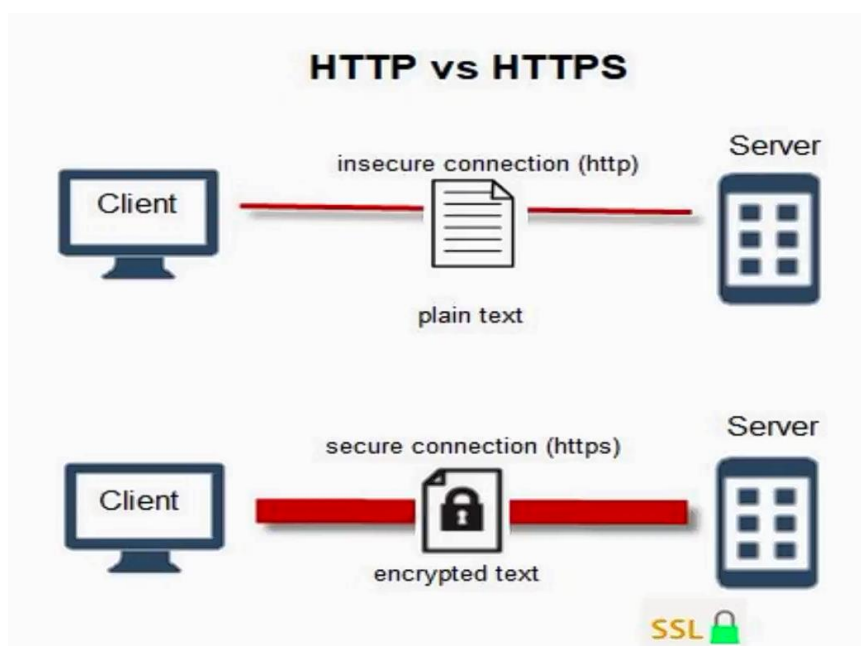 HTTP vs HTTPS
insecure connection (http)
Server
Client
plain text
secure connection (https)
Server
Client
encrypted text
SSL